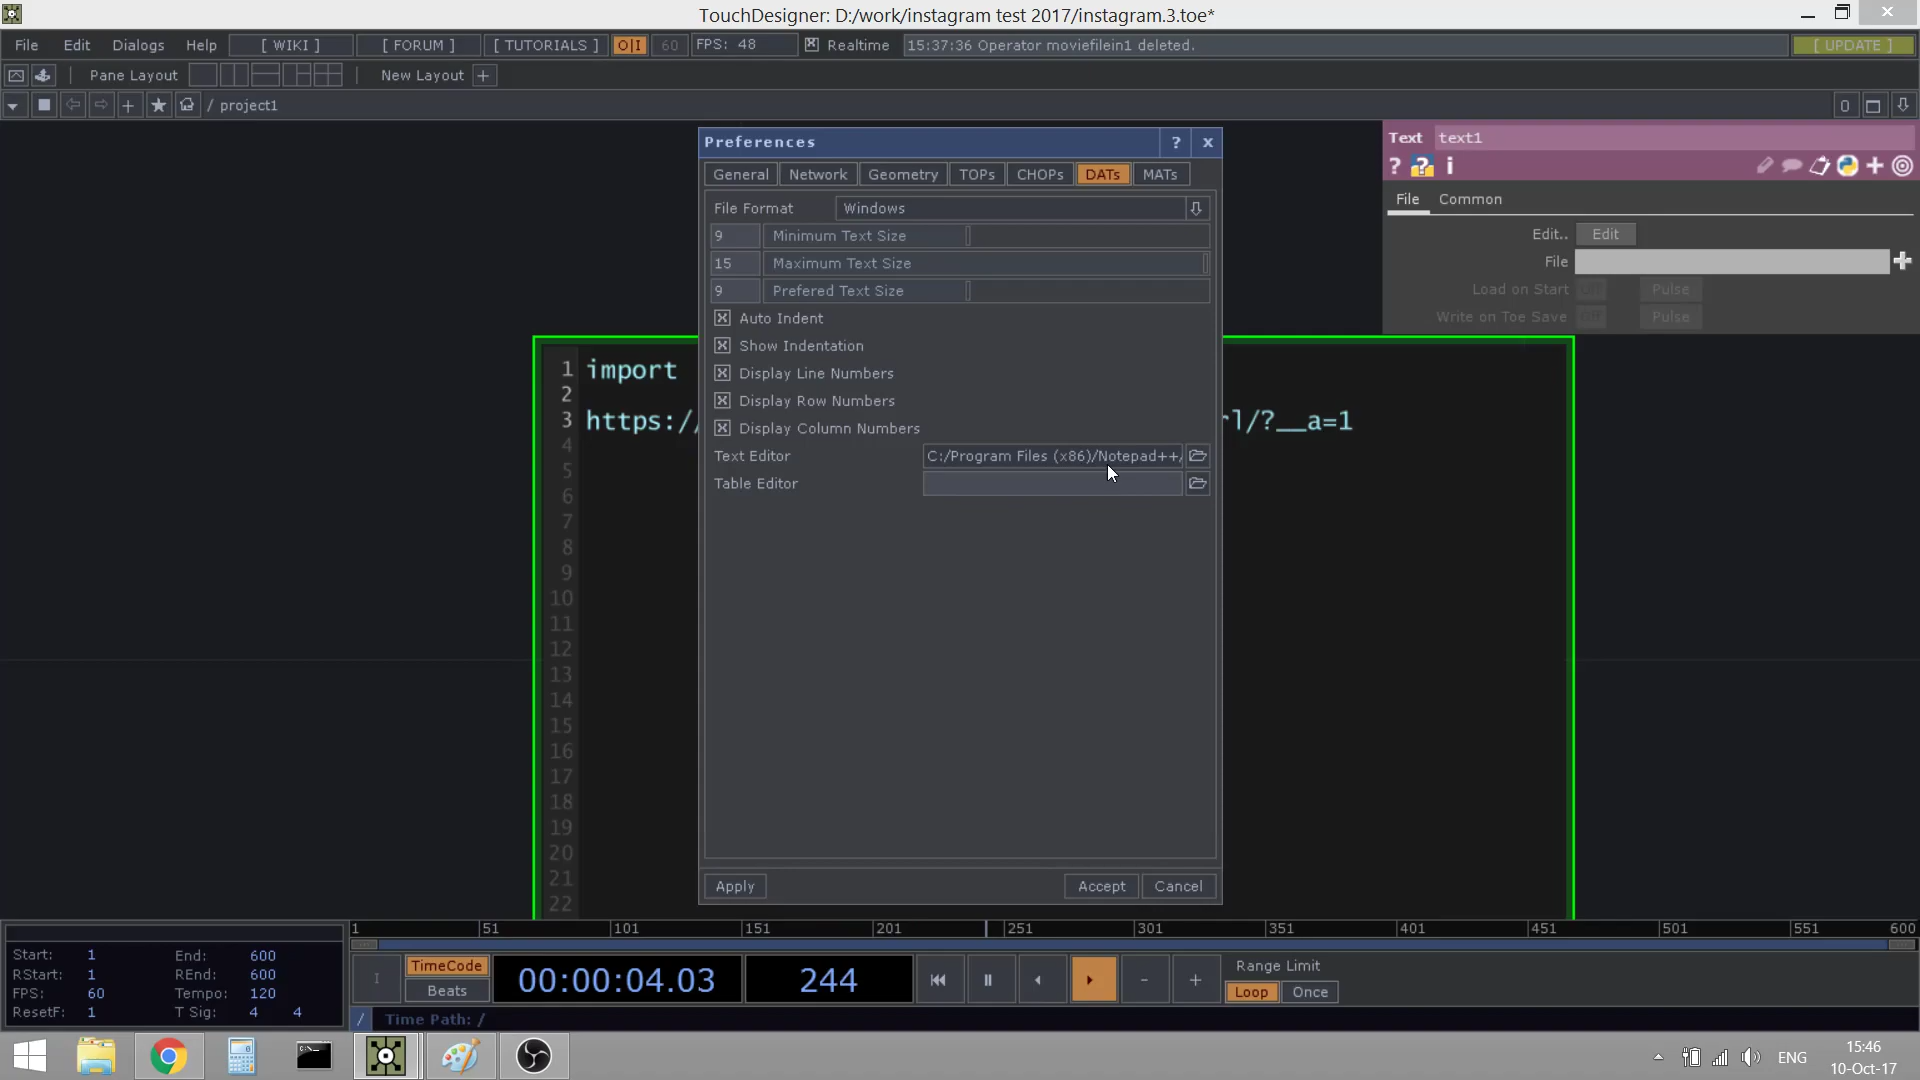 TouchDesigner: D:/work/instagram test 2017/instagram.3.toe*
File Edit Dialogs Help [ WIKI ] [ FORUM ] [ TUTORIALS ] O|I 60 FPS: 48 Realtime 15:37:36 Operator moviefilein1 deleted. [ UPDATE ]
Pane Layout New Layout +
/ project1 0
Preferences ? x
General Network Geometry TOPs CHOPs DATs MATs
File Format Windows
9 Minimum Text Size
15 Maximum Text Size
9 Prefered Text Size
Auto Indent
Show Indentation
Display Line Numbers
Display Row Numbers
Display Column Numbers
Text Editor C:/Program Files (x86)/Notepad++/
Table Editor
Apply Accept Cancel
Text text1
? ? i
File Common
Edit.. Edit
File
Load on Start Pulse
Write on Toe Save Pulse
1 import
2
3 https:// l/?__a=1
4
5
6
7
8
9
10
11
12
13
14
15
16
17
18
19
20
21
22
1 51 101 151 201 251 301 351 401 451 501 551 600
Start: 1 End: 600
RStart: 1 REnd: 600
FPS: 60 Tempo: 120
ResetF: 1 T Sig: 4 4
TimeCode
Beats
00:00:04.03 244
Range Limit
Loop Once
/ Time Path: /
ENG
15:46
10-Oct-17